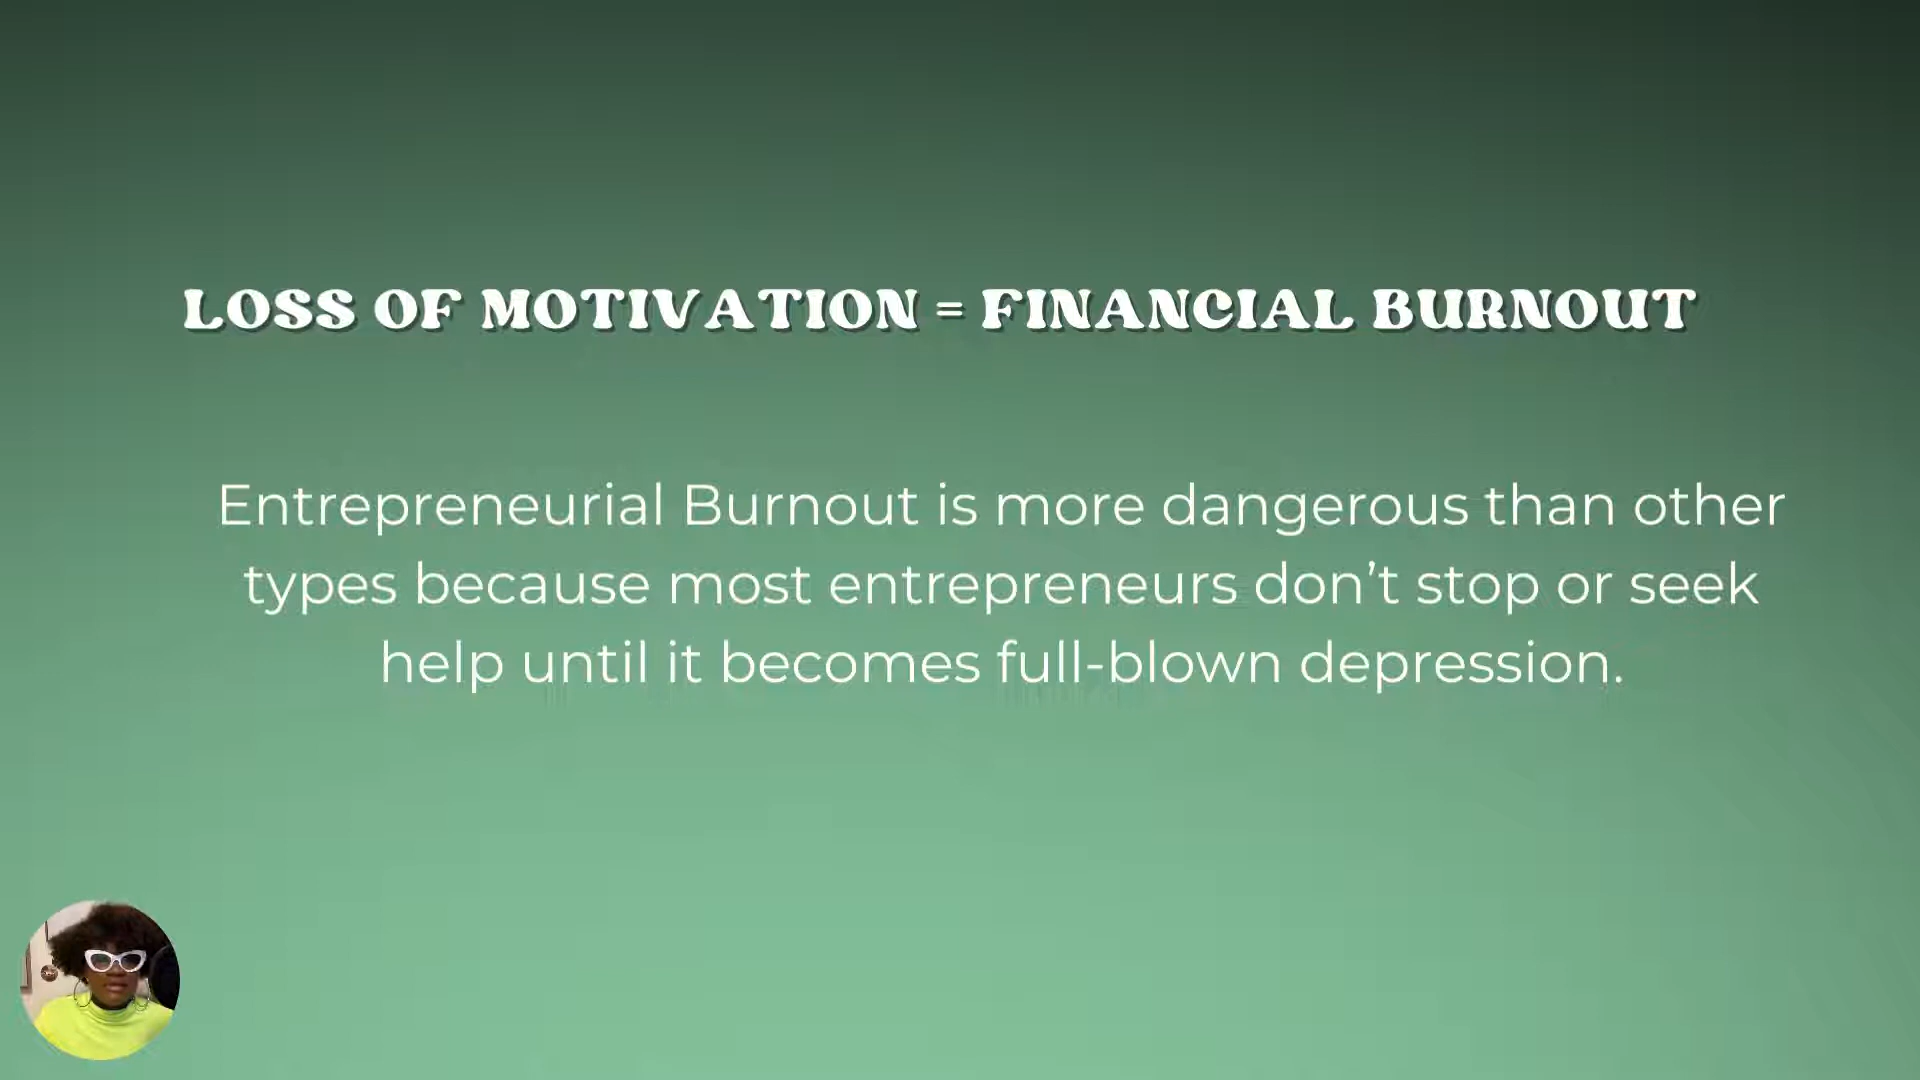 LOSS OF MOTIVATION = FINANCIAL BURNOUT
Entrepreneurial Burnout is more dangerous than other
types because most entrepreneurs don’t stop or seek
help until it becomes full-blown depression.